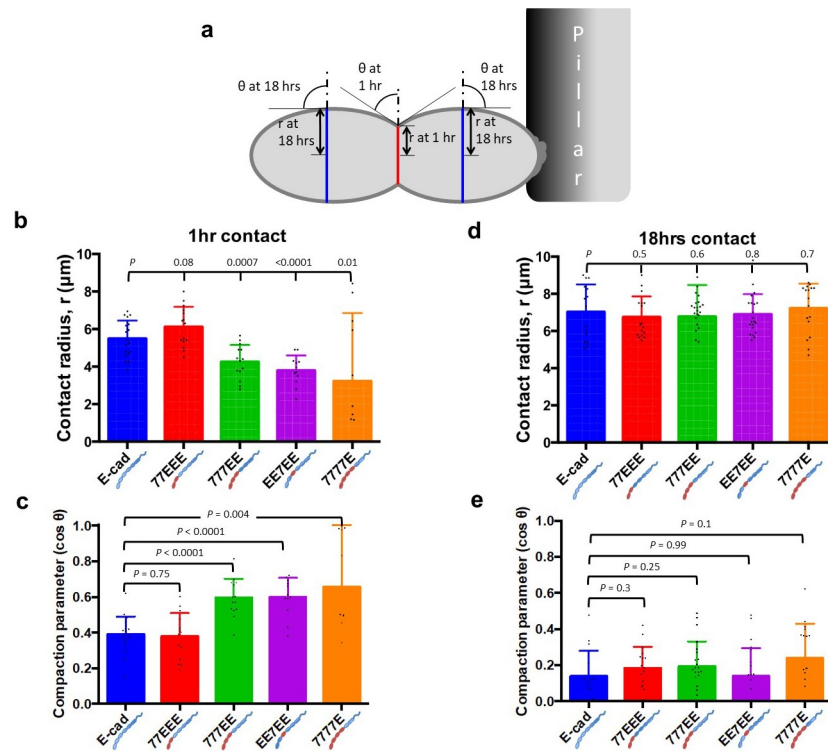 a
θ at 18 hrs
θ at
1 hr
θ at
18hrs
r at
18 hrs
r at 1 hr
r at
18 hrs
Pillar
b
1hr contact
P
0.08
0.0007
<0.0001
0.01
Contact radius, r (µm)
10
8
6
4
2
0
E-cad
77EEE
777EE
EE7EE
7777E
d
18hrs contact
P
0.5
0.6
0.8
0.7
Contact radius, r (µm)
10
8
6
4
2
0
E-cad
77EEE
777EE
EE7EE
7777E
c
P = 0.004
P < 0.0001
P < 0.0001
P = 0.75
Compaction parameter (cos θ)
1.0
0.8
0.6
0.4
0.2
0.0
E-cad
77EEE
777EE
EE7EE
7777E
e
P = 0.1
P = 0.99
P = 0.25
P = 0.3
Compaction parameter (cos θ)
1.0
0.8
0.6
0.4
0.2
0.0
E-cad
77EEE
777EE
EE7EE
7777E